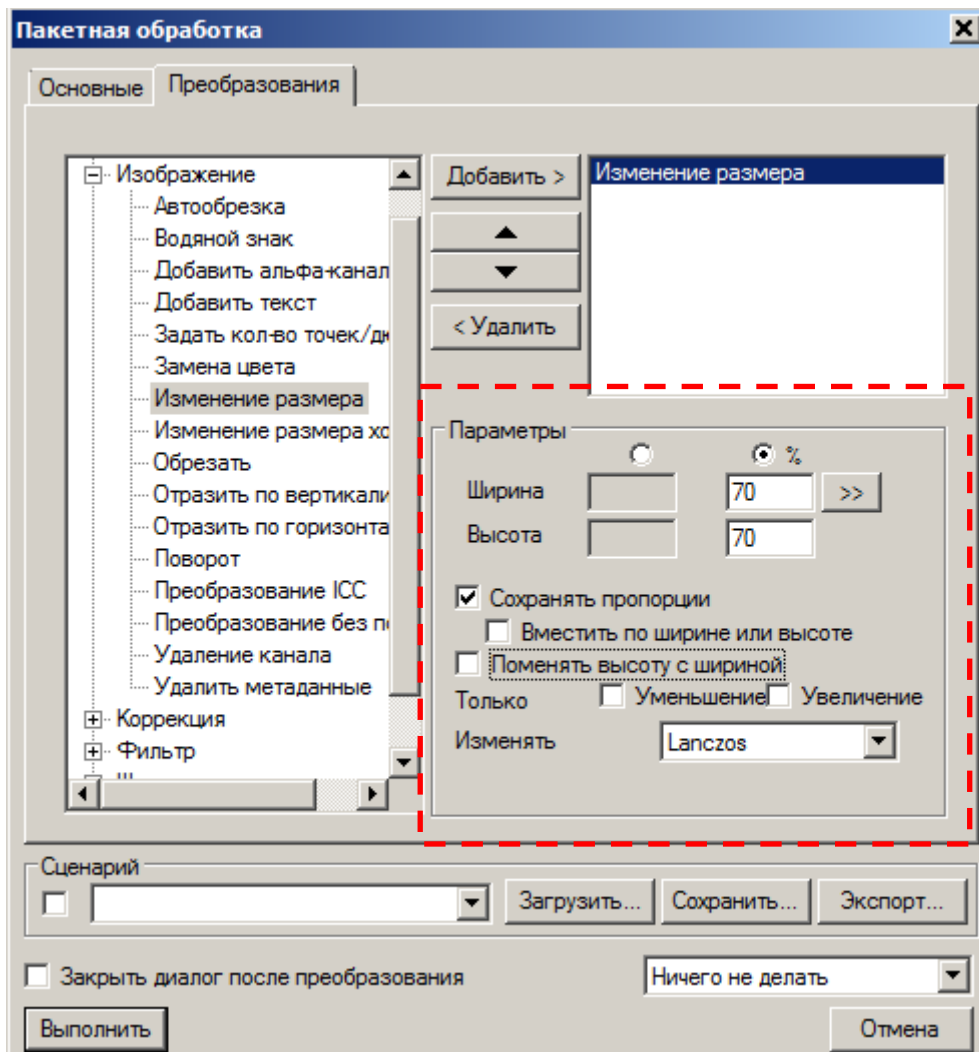 Пакетная обработка
Основные Преобразования
Изображение
Автообрезка
Водяной знак
Добавить альфа-канал
Добавить текст
Задать кол-во точек/дю
Замена цвета
Изменение размера
Изменение размера хо
Обрезать
Отразить по вертикали
Отразить по горизонта
Поворот
Преобразование ICC
Преобразование без п
Удаление канала
Удалить метаданные
Коррекция
Фильтр
Добавить >
< Удалить
Изменение размера
Параметры
%
Ширина 70 >>
Высота 70
Сохранять пропорции
Вместить по ширине или высоте
Поменять высоту с шириной
Только Уменьшение Увеличение
Изменять Lanczos
Сценарий
Загрузить... Сохранить... Экспорт...
Закрыть диалог после преобразования Ничего не делать
Выполнить Отмена